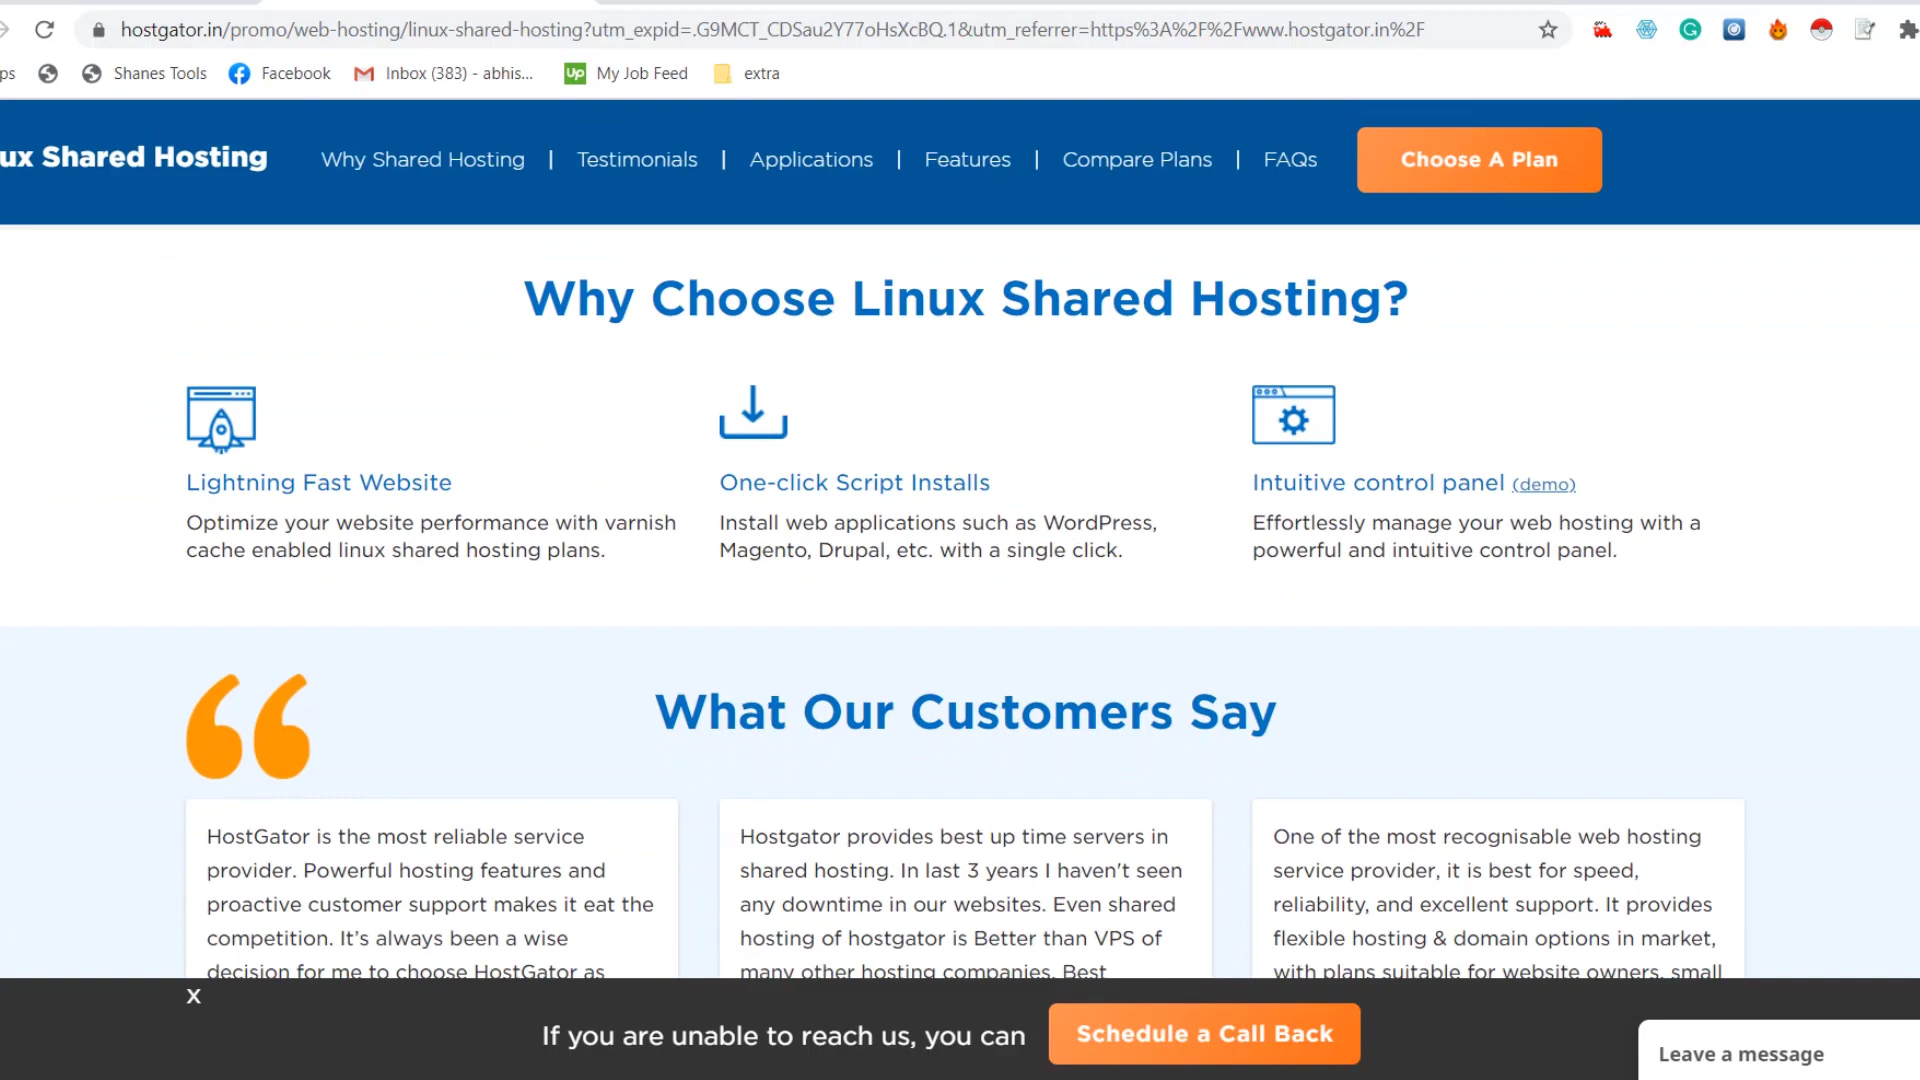 hostgator.in/promo/web-hosting/linux-shared-hosting?utm_expid=.G9MCT_CDSau2Y77oHsXcBQ.1&utm_referrer=https%3A%2F%2Fwww.hostgator.in%2F
ps Shanes Tools Facebook Inbox (383) - abhis... Up My Job Feed extra
ux Shared Hosting Why Shared Hosting | Testimonials | Applications | Features | Compare Plans | FAQs Choose A Plan
Why Choose Linux Shared Hosting?
Lightning Fast Website
Optimize your website performance with varnish
cache enabled linux shared hosting plans.
One-click Script Installs
Install web applications such as WordPress,
Magento, Drupal, etc. with a single click.
Intuitive control panel (demo)
Effortlessly manage your web hosting with a
powerful and intuitive control panel.
What Our Customers Say
HostGator is the most reliable service
provider. Powerful hosting features and
proactive customer support makes it eat the
competition. It’s always been a wise
decision for me to choose HostGator as
Hostgator provides best up time servers in
shared hosting. In last 3 years I haven't seen
any downtime in our websites. Even shared
hosting of hostgator is Better than VPS of
many other hosting companies. Best
One of the most recognisable web hosting
service provider, it is best for speed,
reliability, and excellent support. It provides
flexible hosting & domain options in market,
with plans suitable for website owners, small
X
If you are unable to reach us, you can Schedule a Call Back
Leave a message